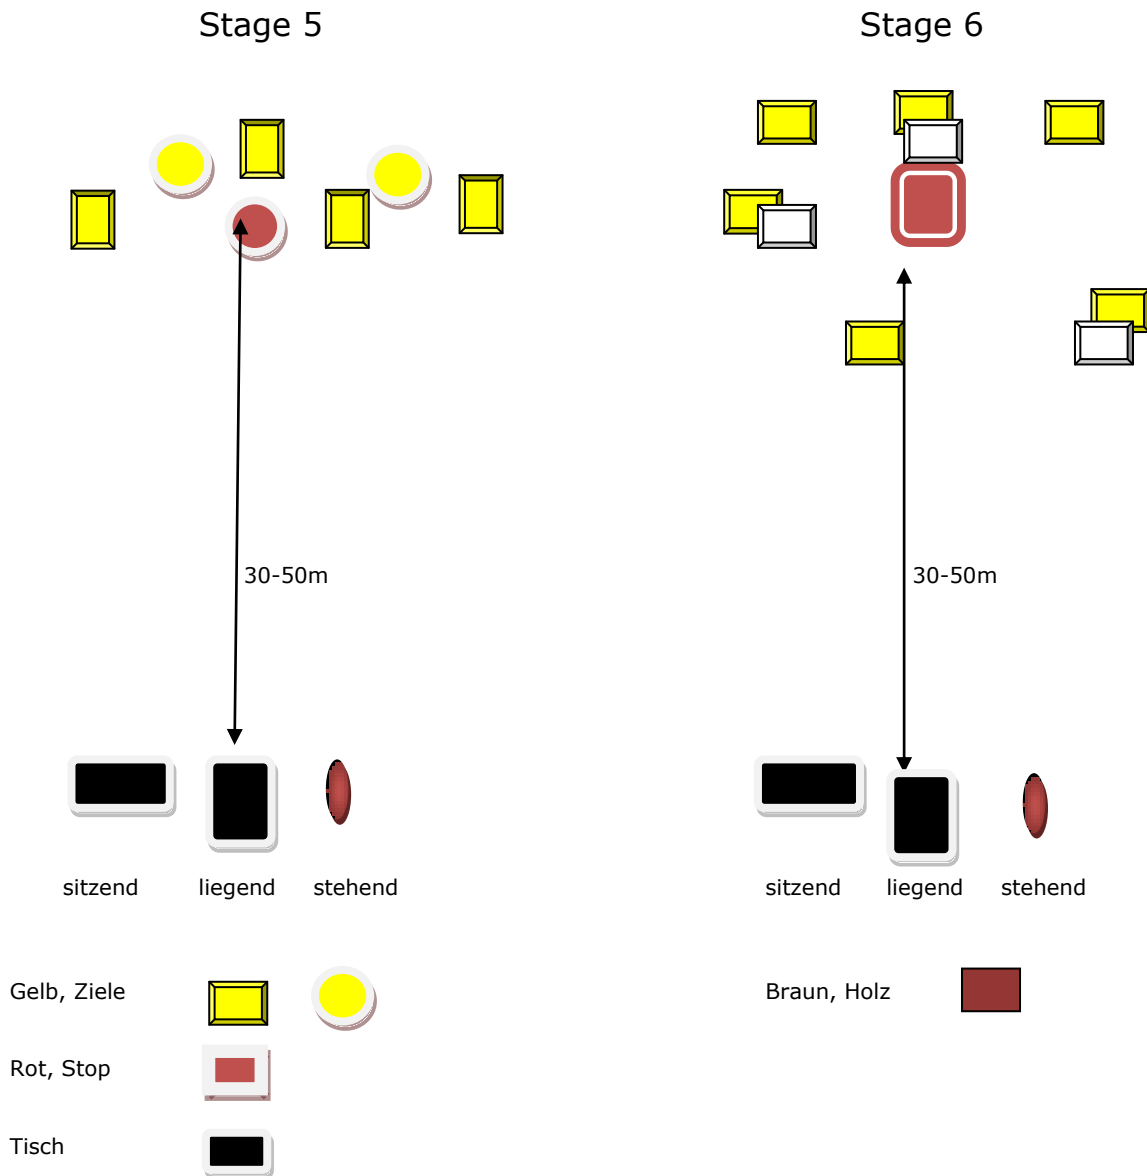 Stage 5
Stage 6
30-50m
30-50m
sitzend liegend stehend
sitzend liegend stehend
Gelb, Ziele
Braun, Holz
Rot, Stop
Tisch